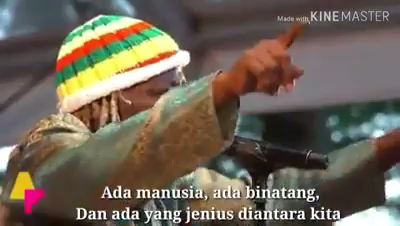 Made with KINEMASTER
Ada manusia, ada binatang,
Dan ada yang jenius diantara kita